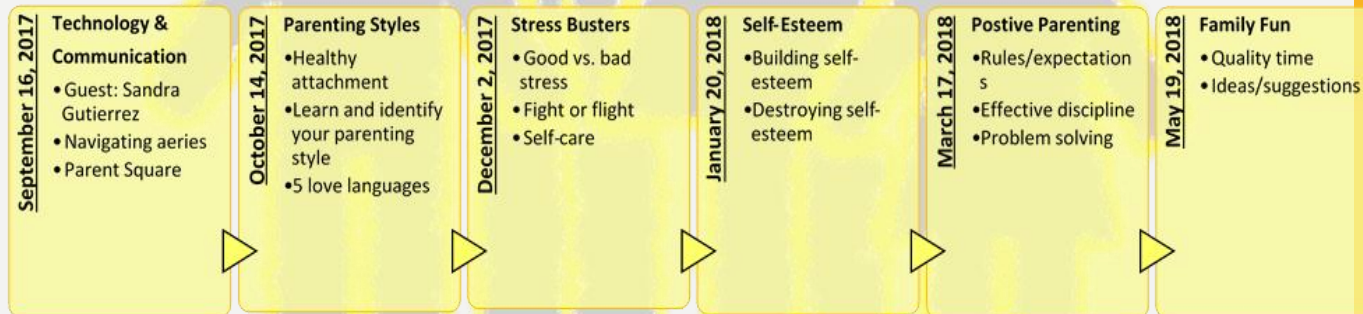 September 16, 2017
Technology &
Communication
•Guest: Sandra
Gutierrez
•Navigating aeries
•Parent Square
October 14, 2017
Parenting Styles
•Healthy
attachment
•Learn and identify
your parenting
style
•5 love languages
December 2, 2017
Stress Busters
•Good vs. bad
stress
•Fight or flight
•Self-care
January 20, 2018
Self-Esteem
•Building self-
esteem
•Destroying self-
esteem
March 17, 2018
Postive Parenting
•Rules/expectation
s
•Effective discipline
•Problem solving
May 19, 2018
Family Fun
•Quality time
•Ideas/suggestions